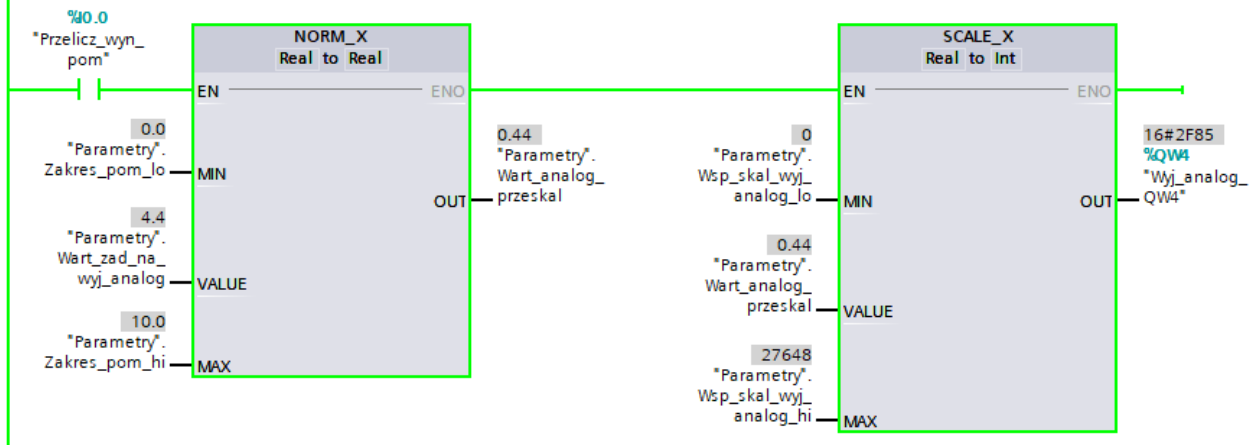 %I0.0
"Przelicz_wyn_
pom"
NORM_X
Real to Real
EN
ENO
0.0
"Parametry".
Zakres_pom_lo
MIN
4.4
"Parametry".
Wart_zad_na_
wyj_analog
VALUE
10.0
"Parametry".
Zakres_pom_hi
MAX
0.44
"Parametry".
Wart_analog_
przeskal
OUT
SCALE_X
Real to Int
EN
ENO
0
"Parametry".
Wsp_skal_wyj_
analog_lo
MIN
0.44
"Parametry".
Wart_analog_
przeskal
VALUE
27648
"Parametry".
Wsp_skal_wyj_
analog_hi
MAX
16#2F85
%QW4
"Wyj_analog_
QW4"
OUT